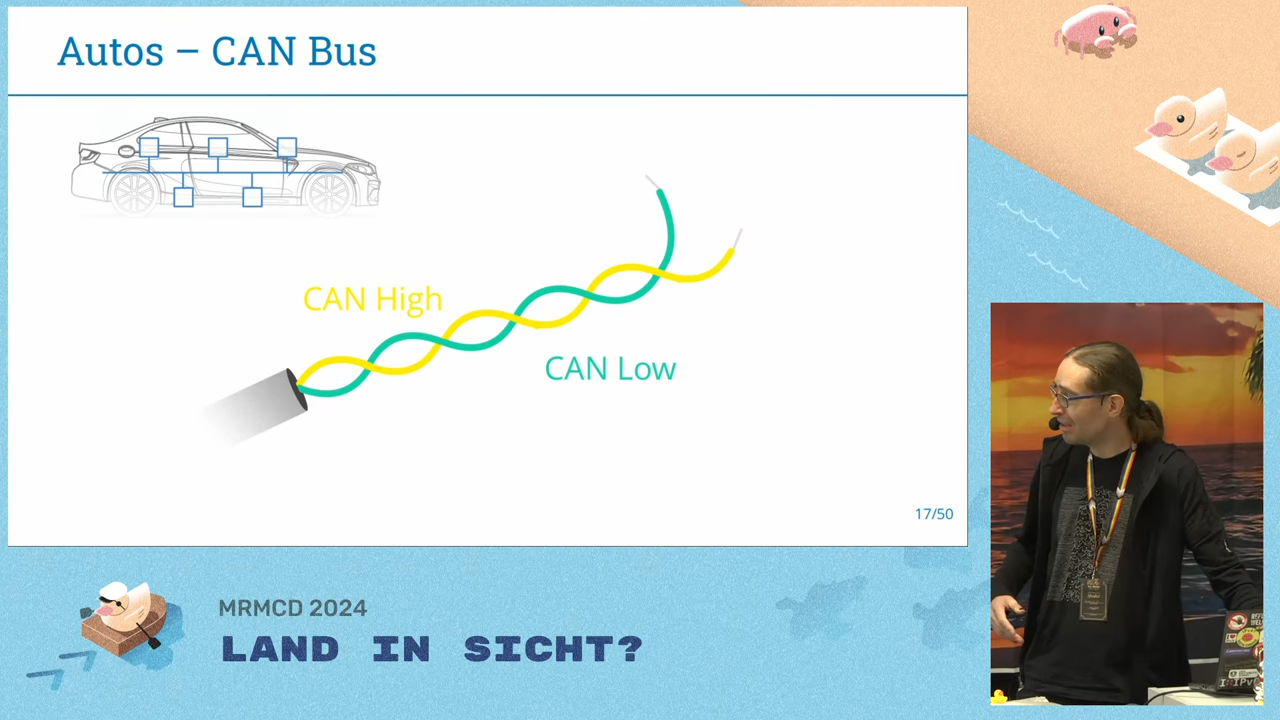 Autos – CAN Bus
CAN High
CAN Low
17/50
MRMCD 2024
LAND IN SICHT?